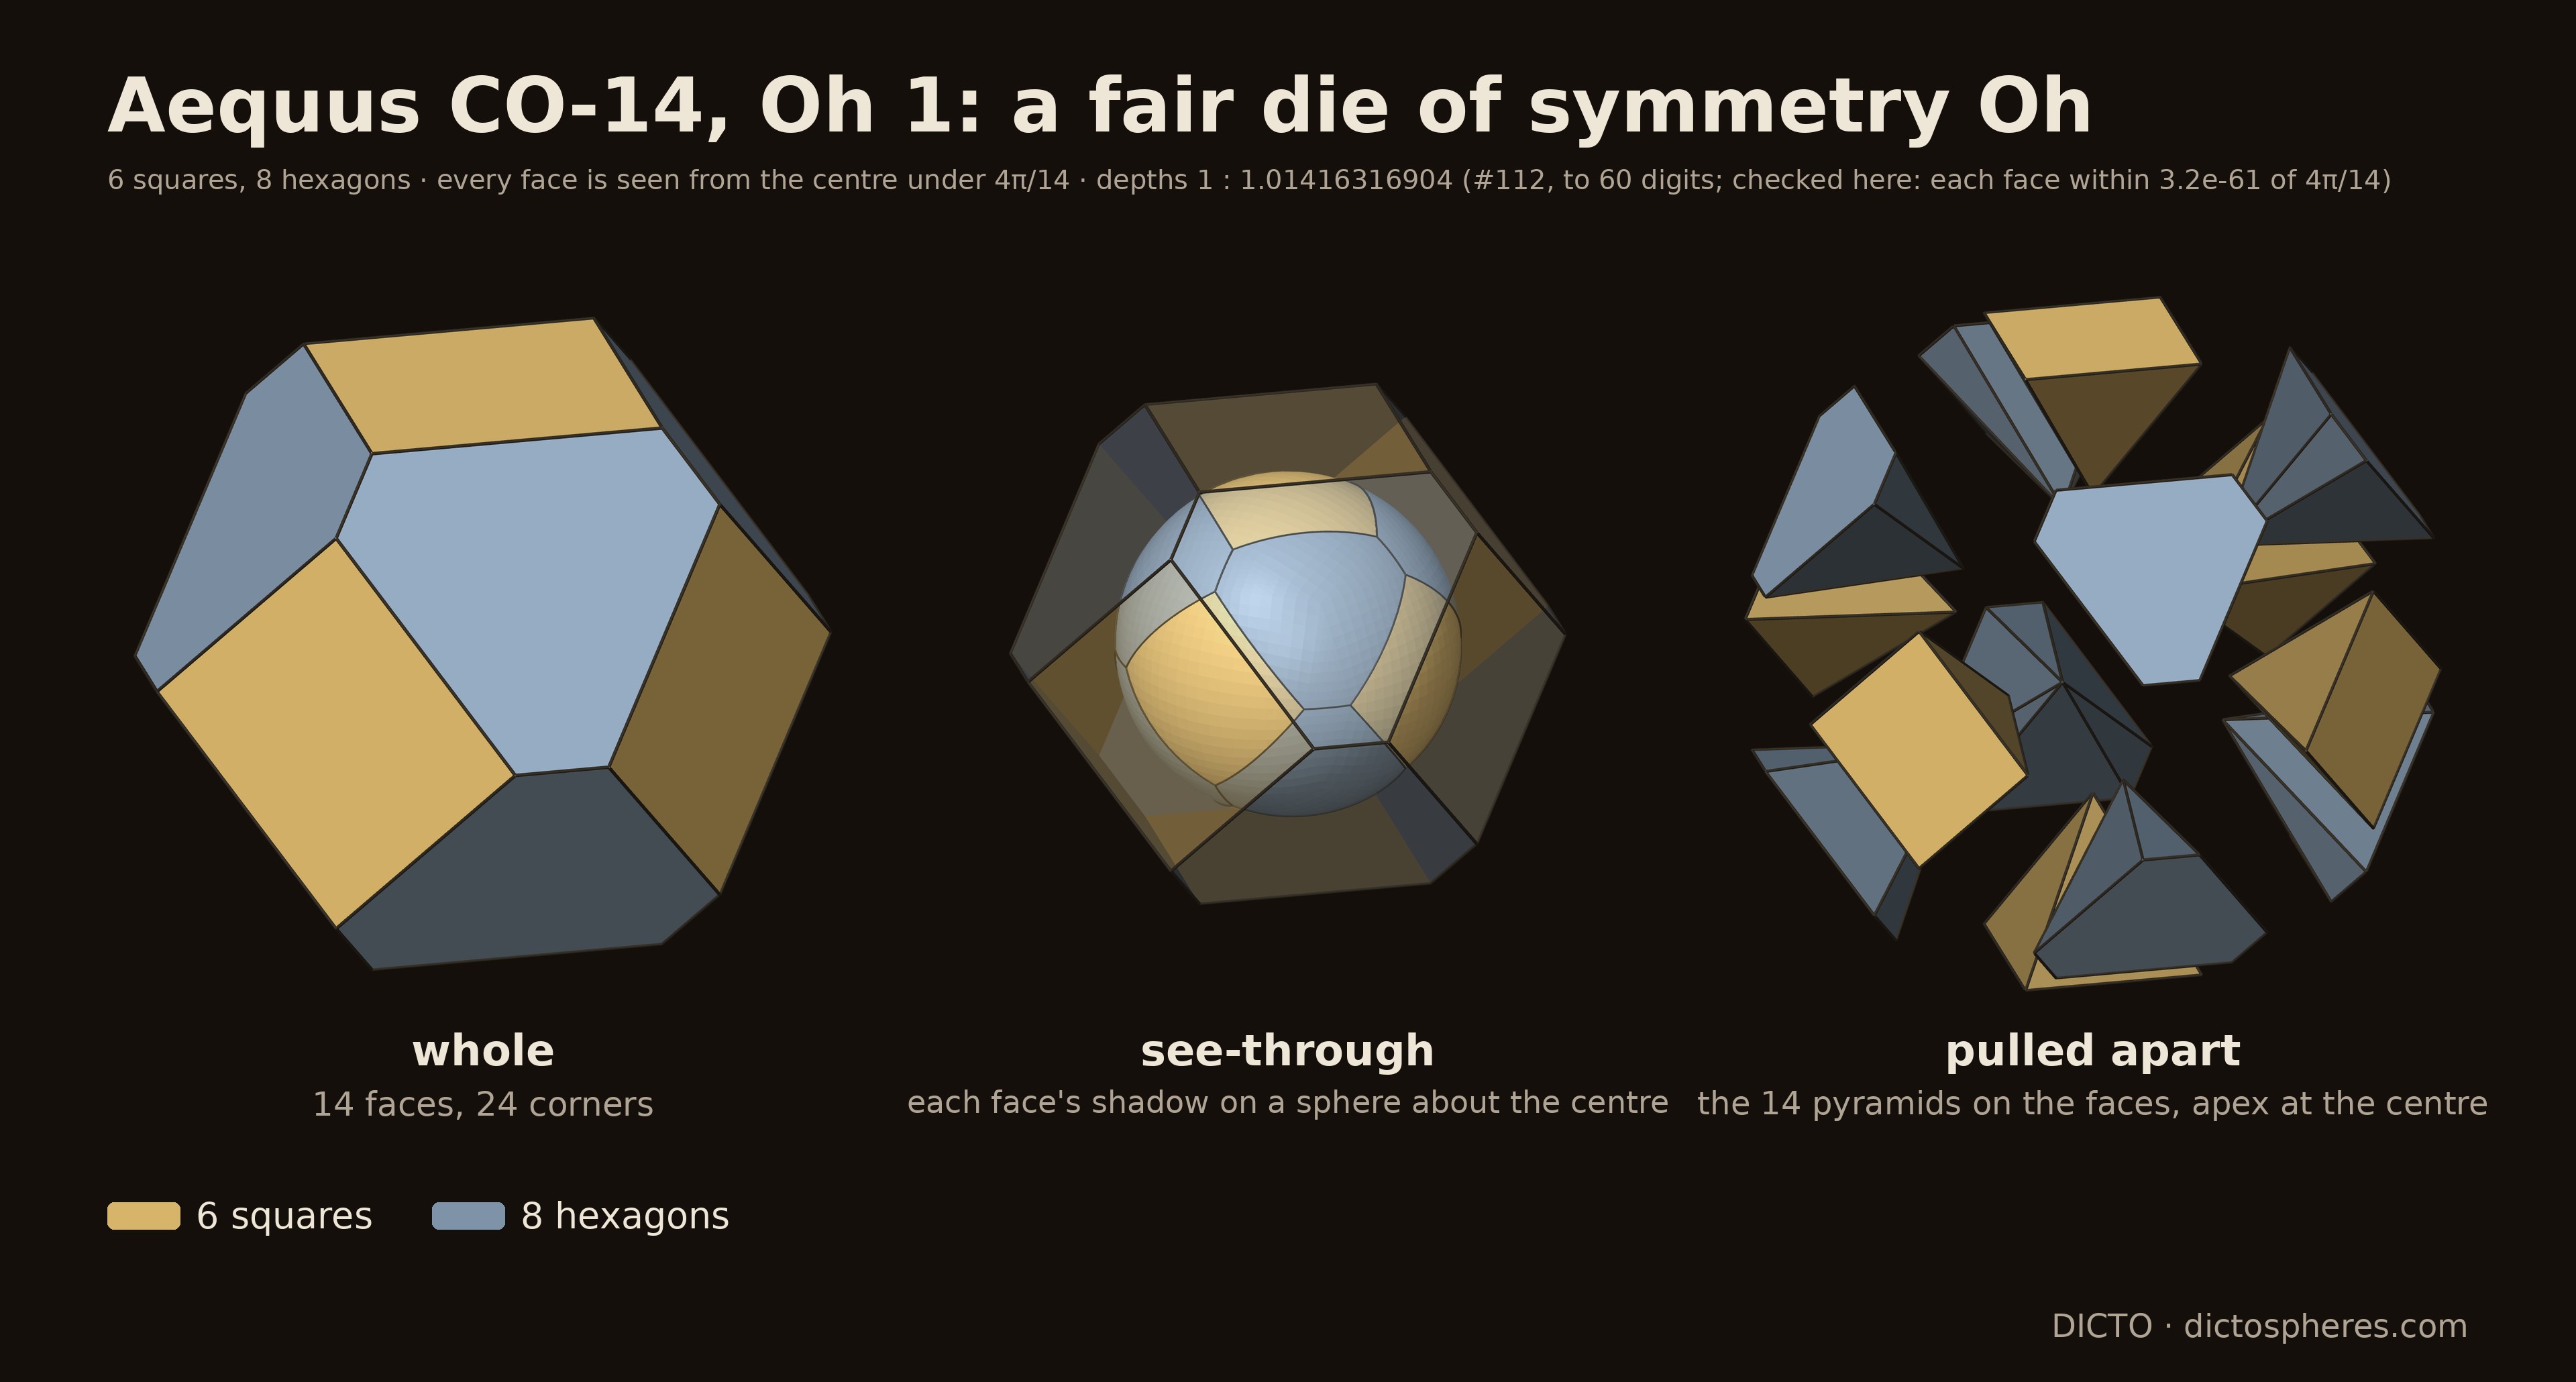 Aequus CO-14, Oh 1: a fair die of symmetry Oh
6 squares, 8 hexagons · every face is seen from the centre under 4π/14 · depths 1 : 1.01416316904 (#112, to 60 digits; checked here: each face within 3.2e-61 of 4π/14)
whole
14 faces, 24 corners
see-through
each face's shadow on a sphere about the centre
pulled apart
the 14 pyramids on the faces, apex at the centre
6 squares
8 hexagons
DICTO · dictospheres.com